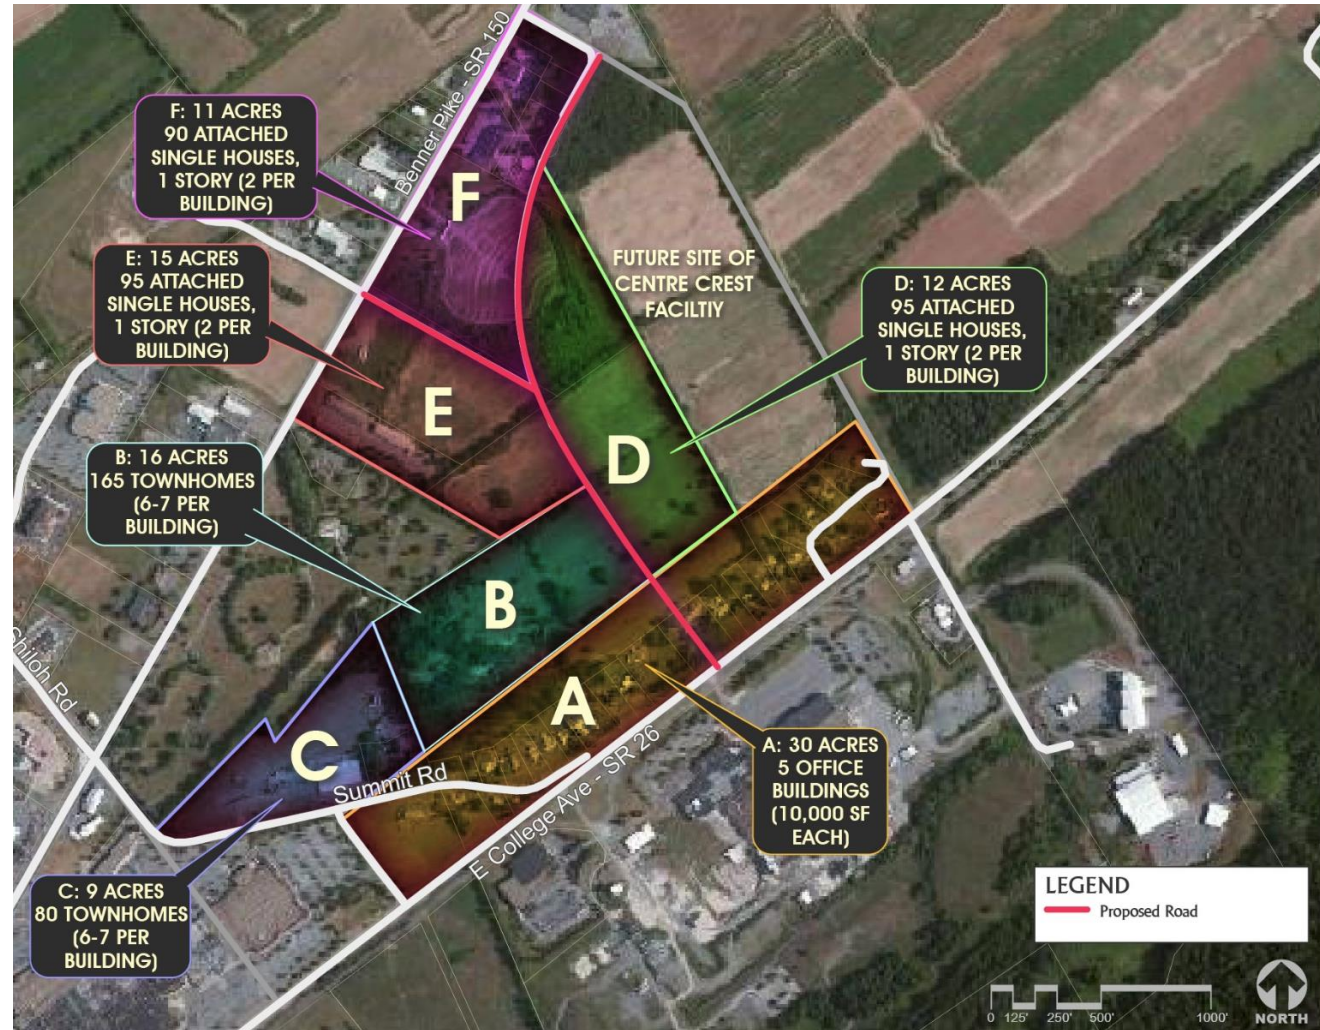 Benner Pike - SR 150
F: 11 ACRES
90 ATTACHED
SINGLE HOUSES,
1 STORY (2 PER
BUILDING)
F
E: 15 ACRES
95 ATTACHED
SINGLE HOUSES,
1 STORY (2 PER
BUILDING)
FUTURE SITE OF
CENTRE CREST
FACILTIY
D: 12 ACRES
95 ATTACHED
SINGLE HOUSES,
1 STORY (2 PER
BUILDING)
E
D
B: 16 ACRES
165 TOWNHOMES
(6-7 PER
BUILDING)
B
Shiloh Rd
A
C
Summit Rd
E College Ave - SR 26
A: 30 ACRES
5 OFFICE
BUILDINGS
(10,000 SF
EACH)
C: 9 ACRES
80 TOWNHOMES
(6-7 PER
BUILDING)
LEGEND
Proposed Road
0 125' 250' 500' 1000'
NORTH